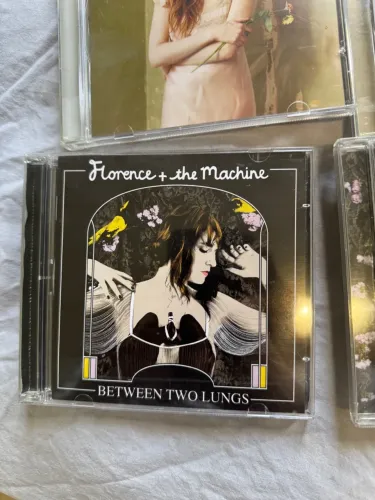 Florence + the Machine
BETWEEN TWO LUNGS